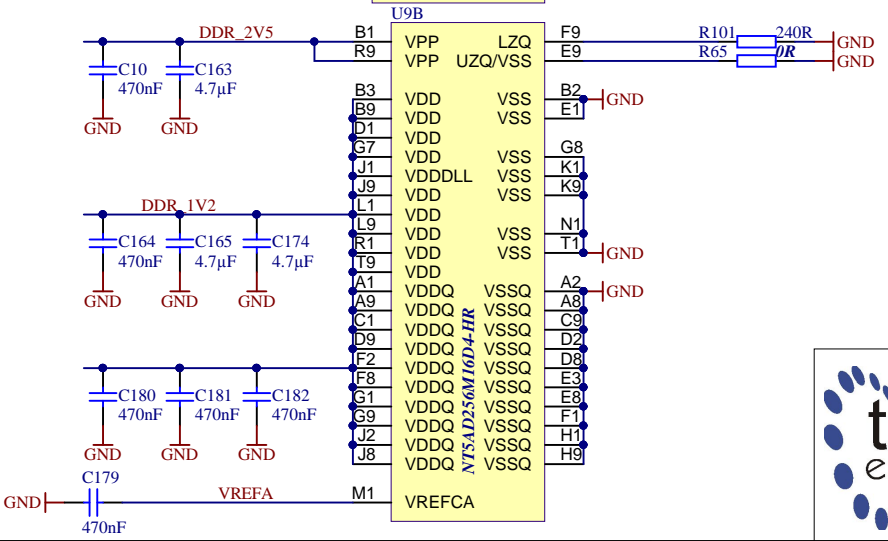 U9B
DDR_2V5
B1 VPP LZQ F9 R101 240R GND
R9 VPP UZQ/VSS E9 R65 0R GND
C10 C163
470nF 4.7µF
GND GND
B3 VDD VSS B2 GND
B9 VDD VSS E1
D1 VDD
G7 VDD VSS G8
J1 VDDDLL VSS K1
J9 VDD VSS K9
DDR_1V2
L1 VDD
L9 VDD VSS N1
R1 VDD VSS T1 GND
T9 VDD
C164 C165 C174
470nF 4.7µF 4.7µF
GND GND GND
A1 VDDQ VSSQ A2 GND
A9 VDDQ VSSQ A8
C1 VDDQ VSSQ C9
D9 VDDQ VSSQ D2
F2 VDDQ VSSQ D8
F8 VDDQ VSSQ E3
G1 VDDQ VSSQ E8
G9 VDDQ VSSQ F1
J2 VDDQ VSSQ H1
J8 VDDQ VSSQ H9
NT5AD256M16D4-HR
C180 C181 C182
470nF 470nF 470nF
GND GND GND
C179
GND VREFA M1 VREFCA
470nF
t
e